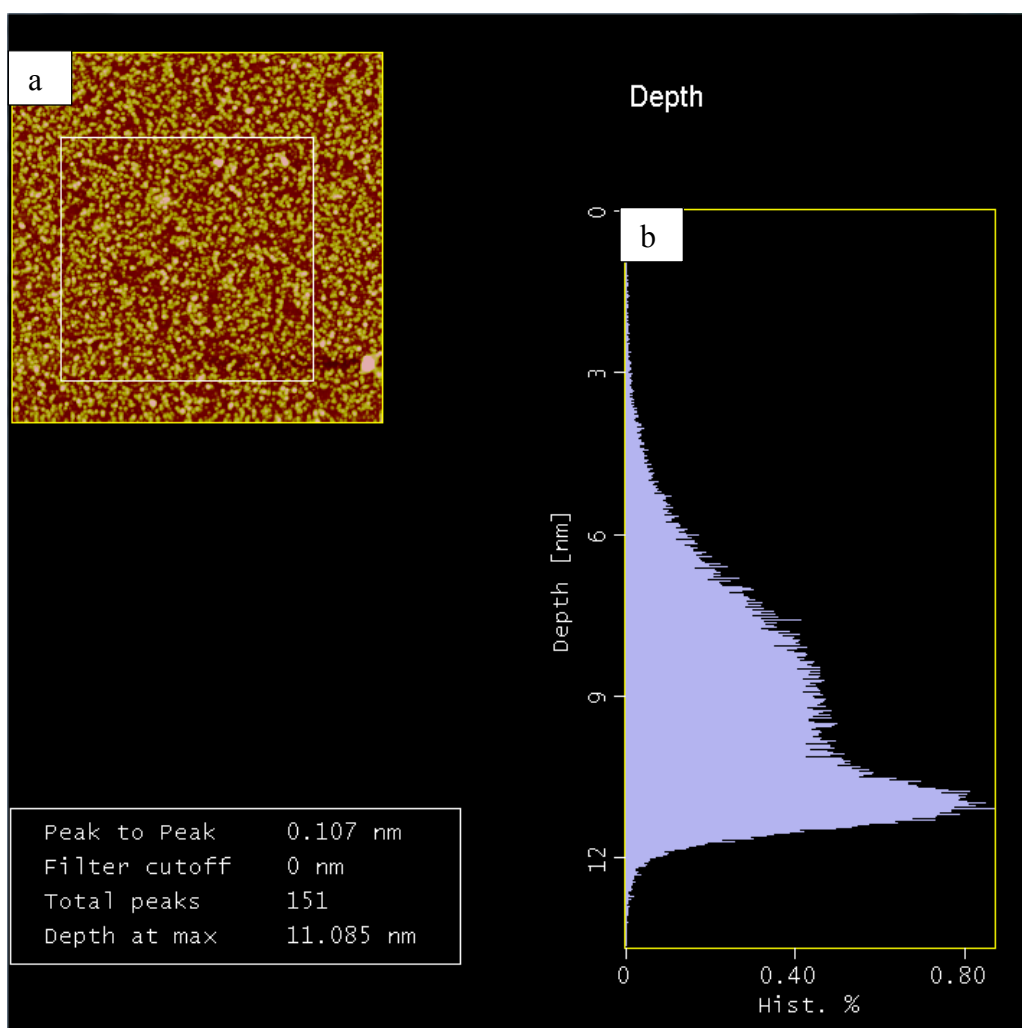 a
Depth
b
0
3
6
9
12
Depth [nm]
0
0.40
0.80
Hist. %
Peak to Peak 0.107 nm
Filter cutoff 0 nm
Total peaks 151
Depth at max 11.085 nm